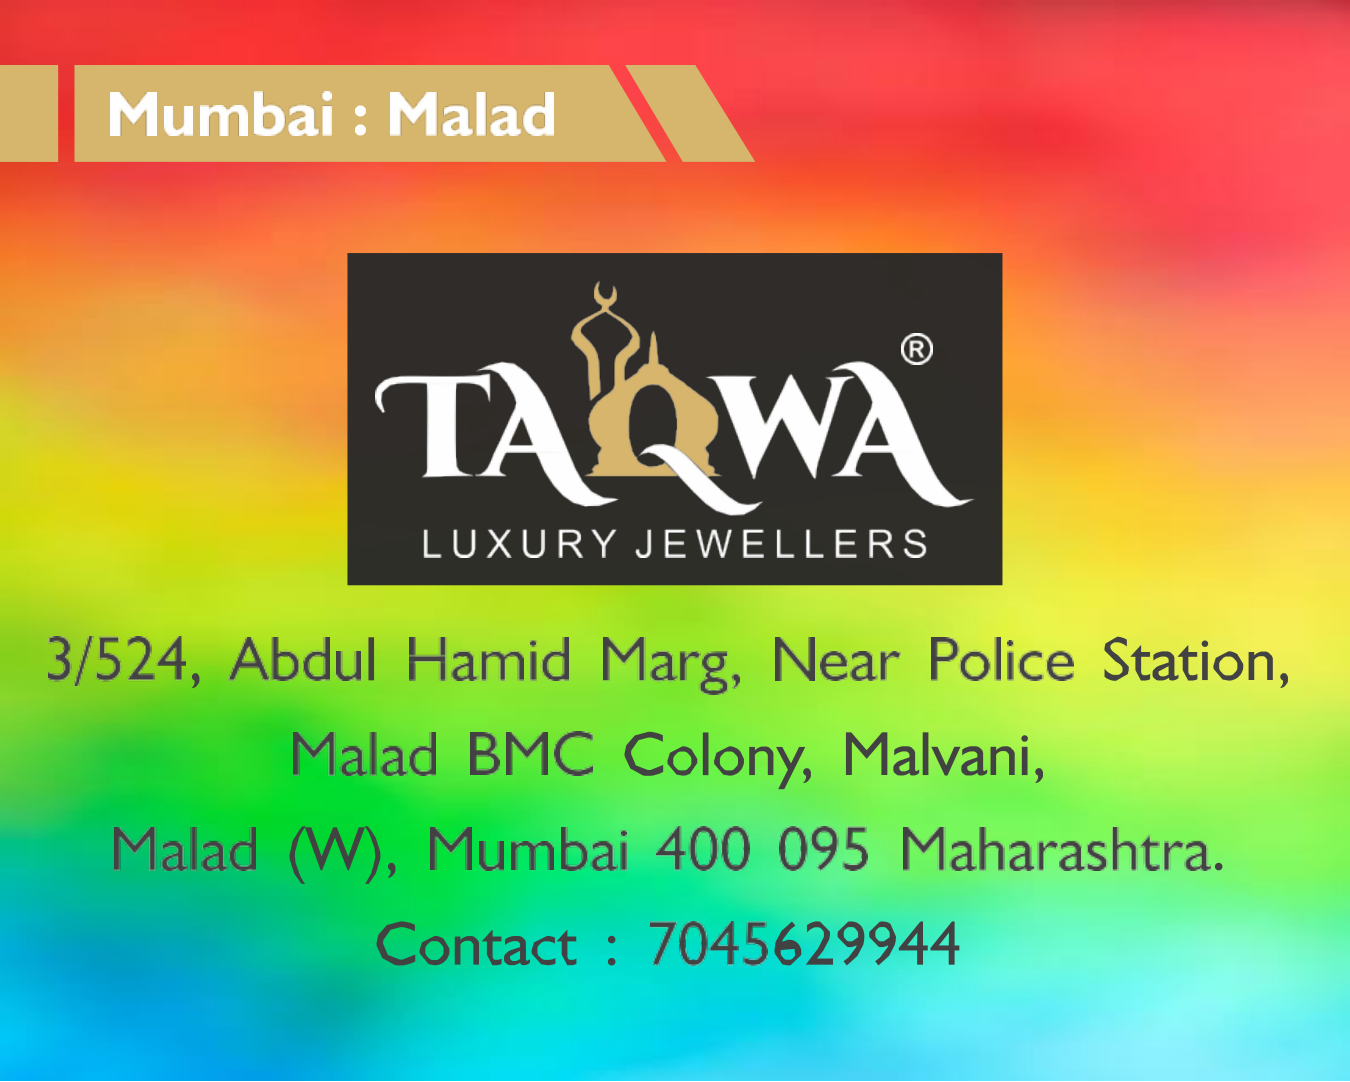 Mumbai : Malad
TAQWA ®
LUXURY JEWELLERS
3/524, Abdul Hamid Marg, Near Police Station,
Malad BMC Colony, Malvani,
Malad (W), Mumbai 400 095 Maharashtra.
Contact : 7045629944